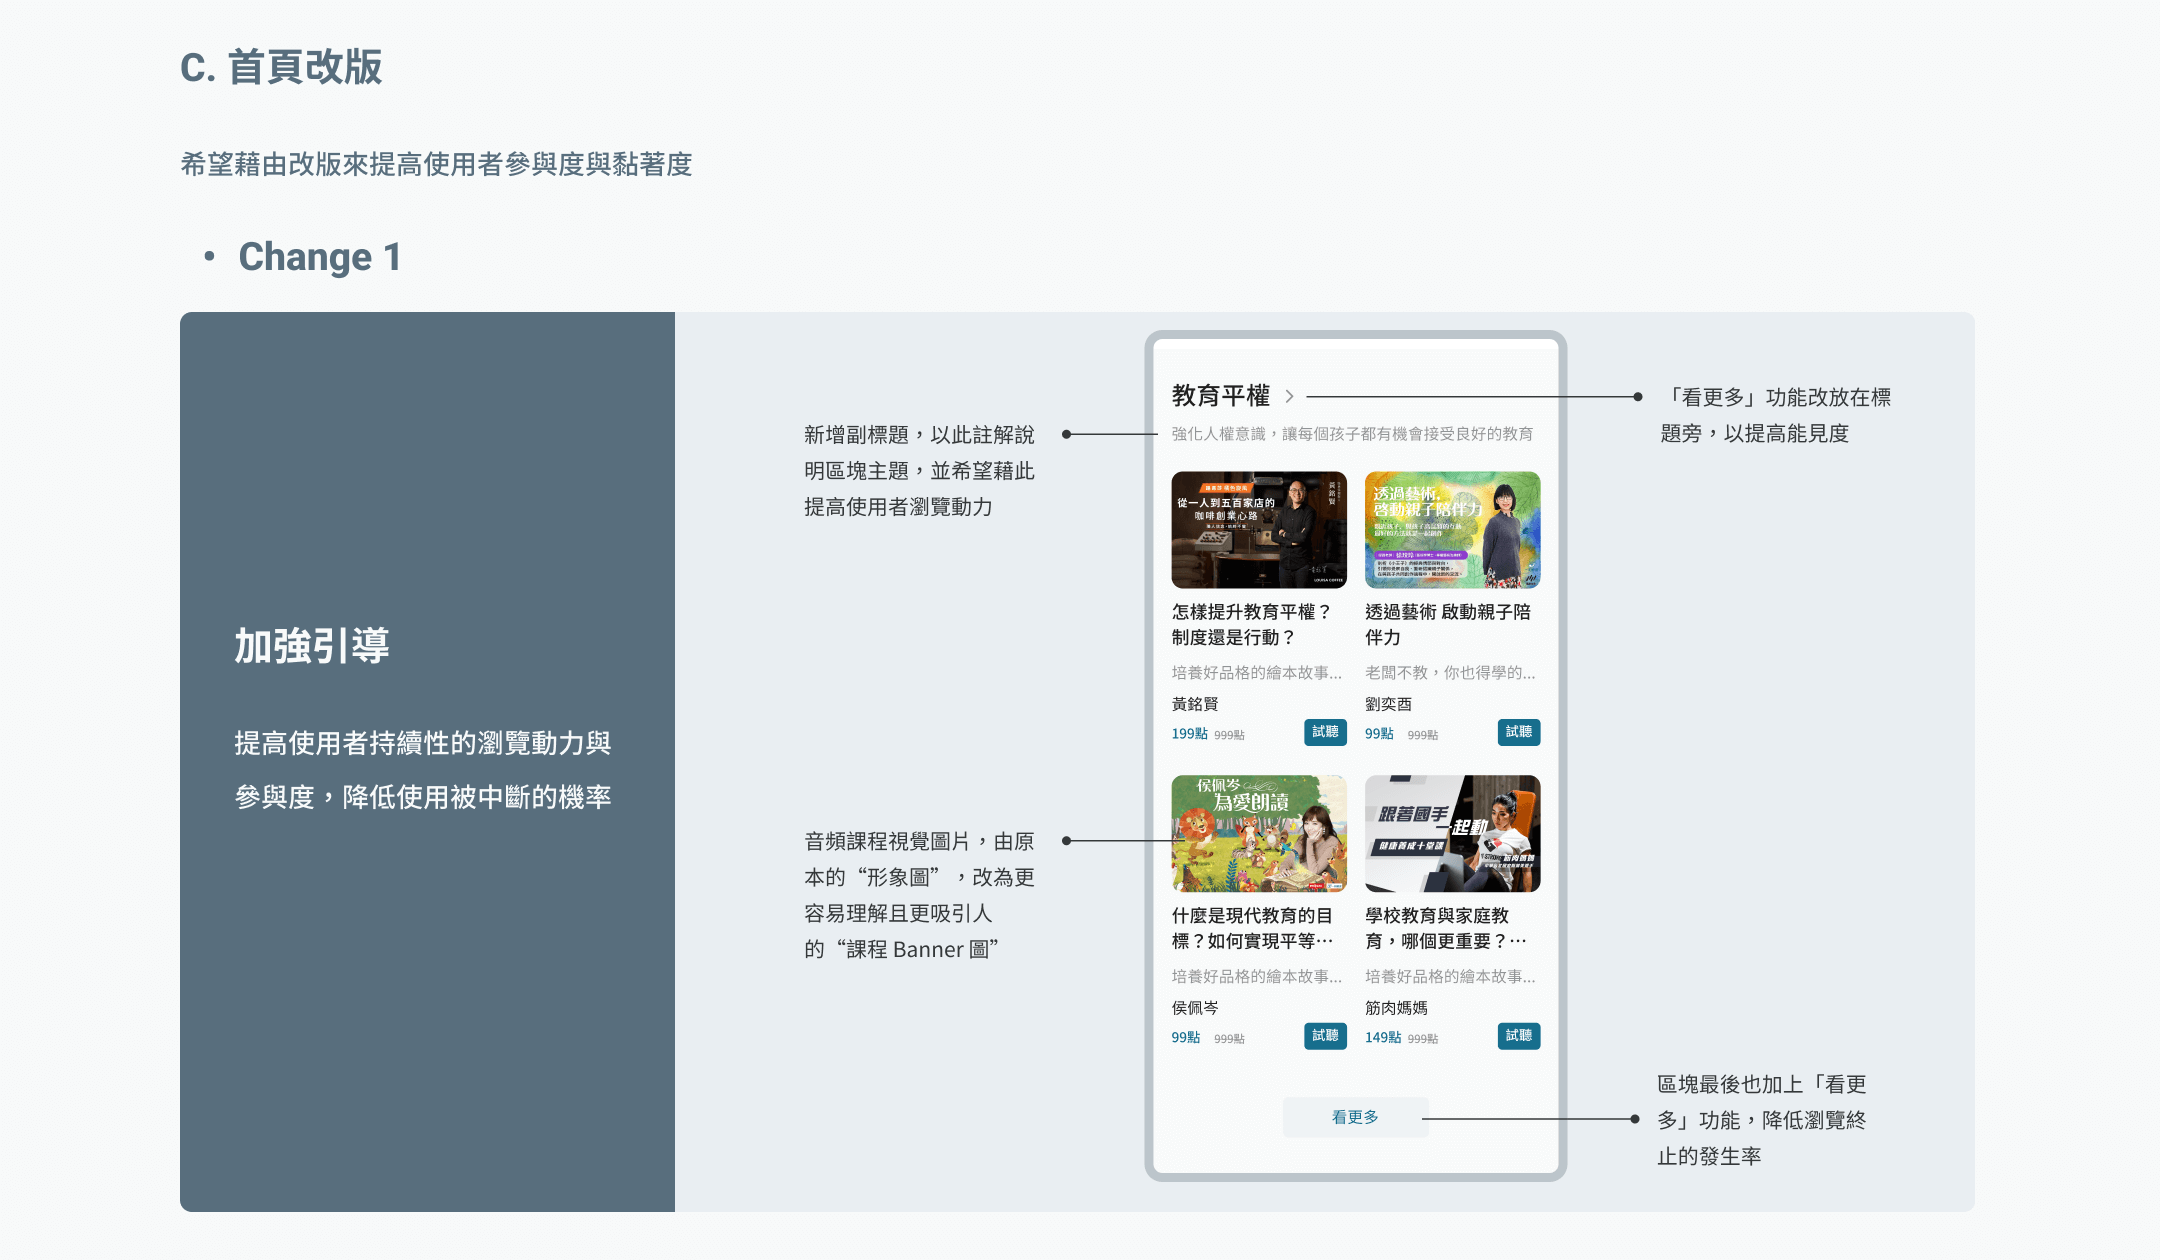 C. 首頁改版
希望藉由改版來提高使用者參與度與黏著度
• Change 1
加強引導
提高使用者持續性的瀏覽動力與
參與度，降低使用被中斷的機率
新增副標題，以此註解說
明區塊主題，並希望藉此
提高使用者瀏覽動力
音頻課程視覺圖片，由原
本的“形象圖”，改為更
容易理解且更吸引人
的“課程 Banner 圖”
教育平權 >
強化人權意識，讓每個孩子都有機會接受良好的教育
從一人到五百家店的
咖啡創業心路
黃銘賢
LOUISA COFFEE
透過藝術,
啓動親子陪伴力
怎樣提升教育平權？
制度還是行動？
培養好品格的繪本故事...
黃銘賢
199點 999點
試聽
透過藝術 啟動親子陪
伴力
老闆不教，你也得學的...
劉奕酉
99點 999點
試聽
侯佩岑
為愛朗讀
跟著國手
一起動
健康養成十堂課
什麼是現代教育的目
標？如何實現平等⋯
培養好品格的繪本故事...
侯佩岑
99點 999點
試聽
學校教育與家庭教
育，哪個更重要？⋯
培養好品格的繪本故事...
筋肉媽媽
149點 999點
試聽
看更多
「看更多」功能改放在標
題旁，以提高能見度
區塊最後也加上「看更
多」功能，降低瀏覽終
止的發生率